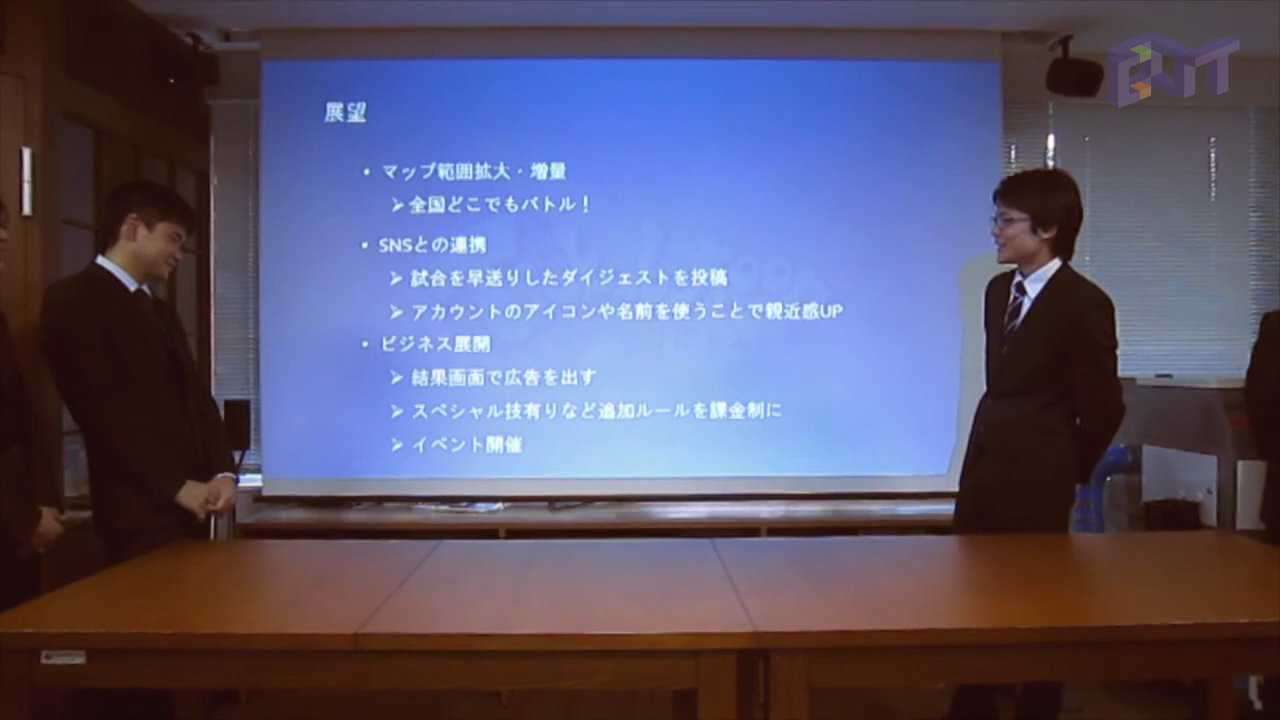 展望
• マップ範囲拡大・増量
➢ 全国どこでもバトル！
• SNSとの連携
➢ 試合を早送りしたダイジェストを投稿
➢ アカウントのアイコンや名前を使うことで親近感UP
• ビジネス展開
➢ 結果画面で広告を出す
➢ スペシャル技有りなど追加ルールを課金制に
➢ イベント開催